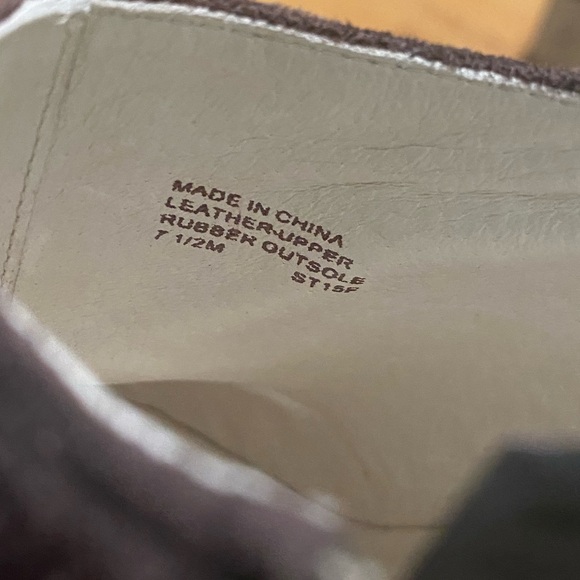 MADE IN CHINA
LEATHER UPPER
RUBBER OUTSOLE
7 1/2M ST15F